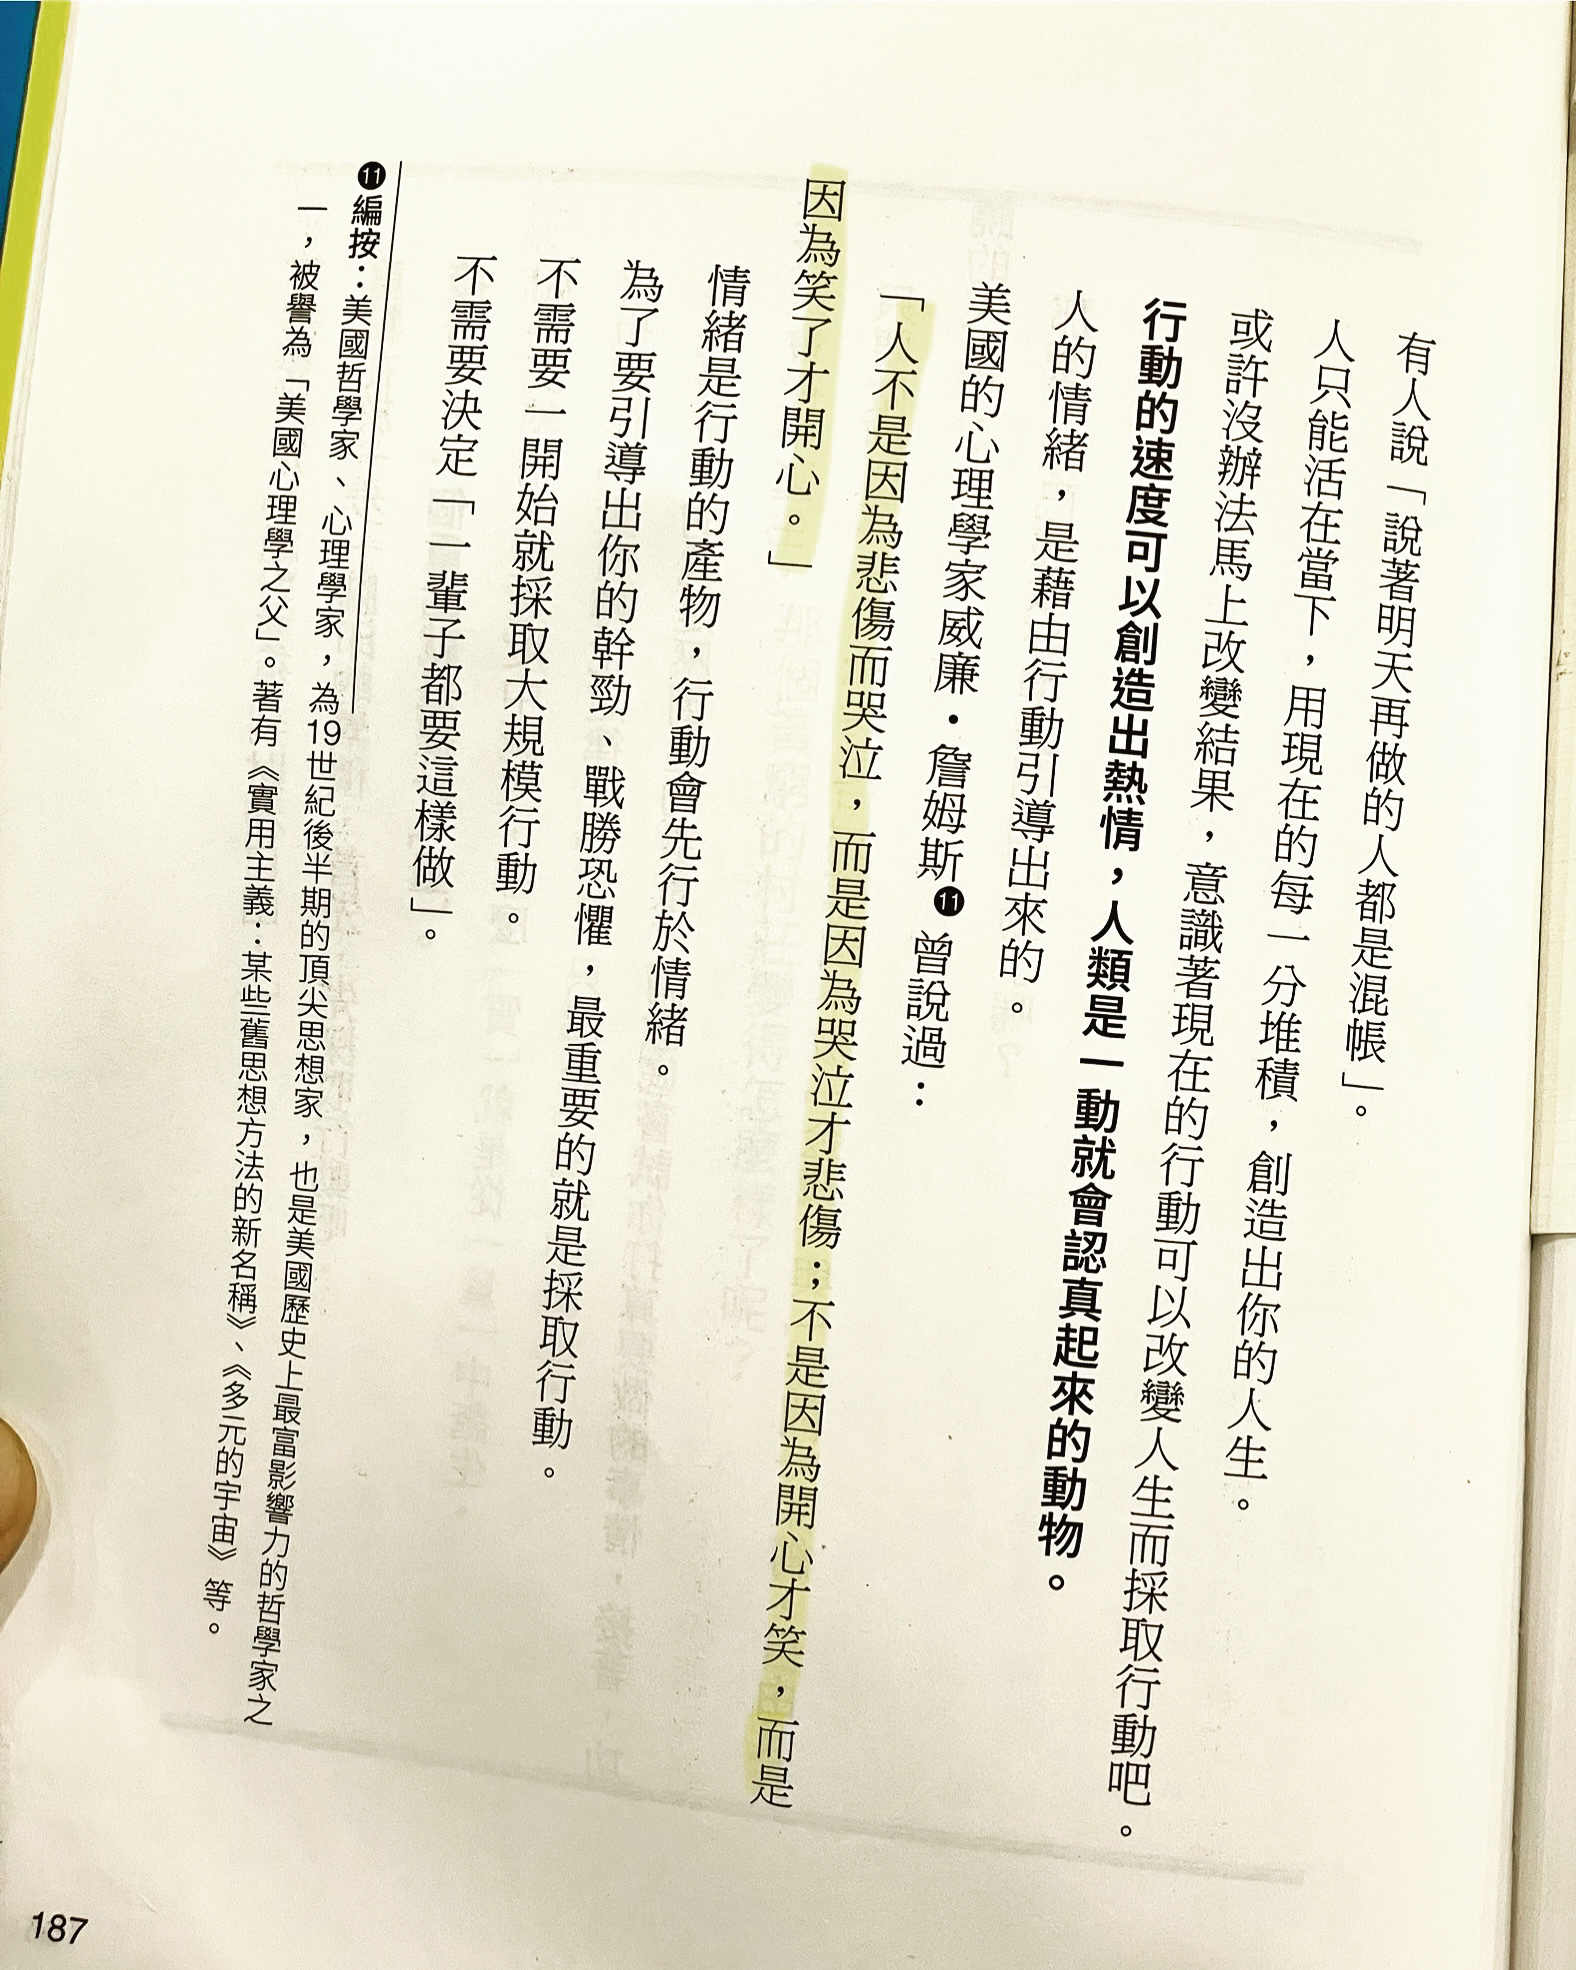 有人說「說著明天再做的人都是混帳」。
人只能活在當下，用現在的每一分堆積，創造出你的人生。
或許沒辦法馬上改變結果，意識著現在的行動可以改變人生而採取行動吧。
行動的速度可以創造出熱情，人類是一動就會認真起來的動物。
人的情緒，是藉由行動引導出來的。
美國的心理學家威廉・詹姆斯⓫曾說過：
「人不是因為悲傷而哭泣，而是因為哭泣才悲傷；不是因為開心才笑，而是
因為笑了才開心。」
情緒是行動的產物，行動會先行於情緒。
為了要引導出你的幹勁、戰勝恐懼，最重要的就是採取行動。
不需要一開始就採取大規模行動。
不需要決定「一輩子都要這樣做」。
⓫編按：美國哲學家、心理學家，為19世紀後半期的頂尖思想家，也是美國歷史上最富影響力的哲學家之
一，被譽為「美國心理學之父」。著有《實用主義：某些舊思想方法的新名稱》、《多元的宇宙》等。
187